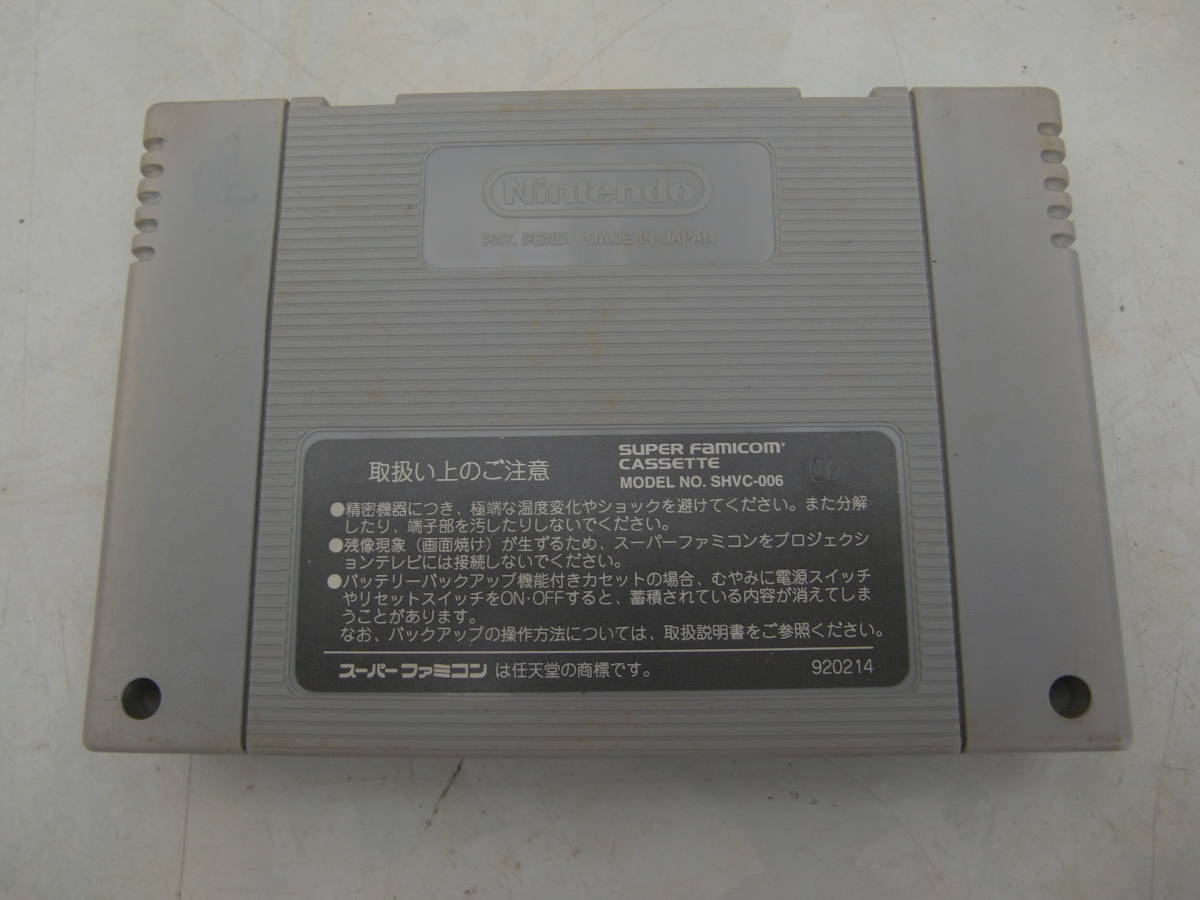 Nintendo
PAT. PEND. MADE IN JAPAN
取扱い上のご注意
SUPER FAMICOM
CASSETTE
MODEL NO. SHVC-006
●精密機器につき、極端な温度変化やショックを避けてください。また分解
したり、端子部を汚したりしないでください。
●残像現象（画面焼け）が生ずるため、スーパーファミコンをプロジェクシ
ョンテレビには接続しないでください。
●バッテリーバックアップ機能付きカセットの場合、むやみに電源スイッチ
やリセットスイッチをON･OFFすると、蓄積されている内容が消えてしま
うことがあります。
なお、バックアップの操作方法については、取扱説明書をご参照ください。
スーパーファミコン は任天堂の商標です。
920214